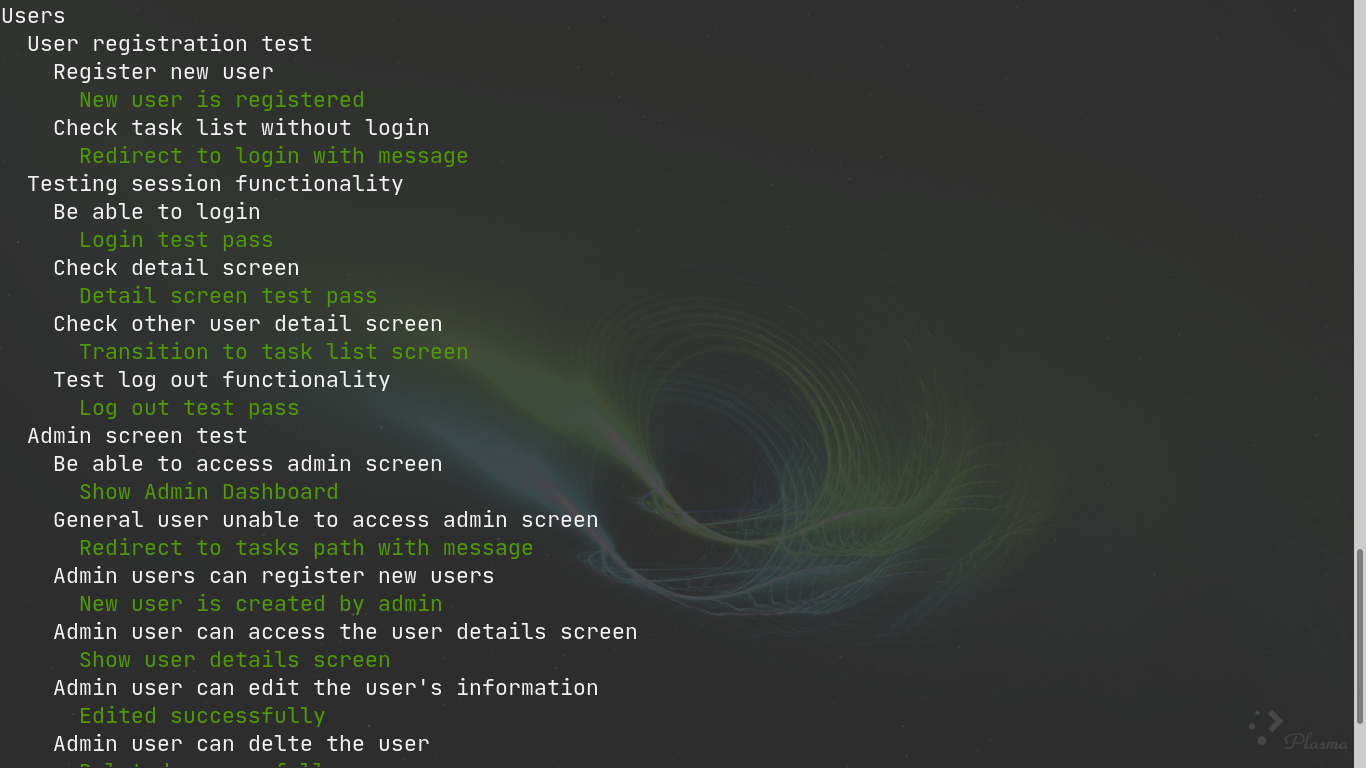 Users
User registration test
Register new user
New user is registered
Check task list without login
Redirect to login with message
Testing session functionality
Be able to login
Login test pass
Check detail screen
Detail screen test pass
Check other user detail screen
Transition to task list screen
Test log out functionality
Log out test pass
Admin screen test
Be able to access admin screen
Show Admin Dashboard
General user unable to access admin screen
Redirect to tasks path with message
Admin users can register new users
New user is created by admin
Admin user can access the user details screen
Show user details screen
Admin user can edit the user's information
Edited successfully
Admin user can delte the user
Plasma